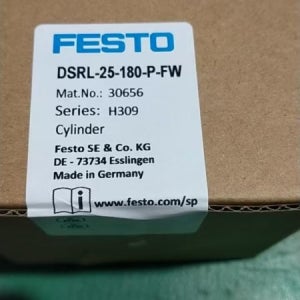 FESTO
DSRL-25-180-P-FW
Mat.No.: 30656
Series: H309
Cylinder
Festo SE & Co. KG
DE - 73734 Esslingen
Made in Germany
www.festo.com/sp